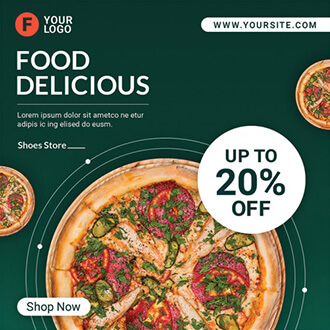 F YOUR
LOGO
WWW.YOURSITE.COM
FOOD
DELICIOUS
Lorem ipsum dolor sit ametco ne etur
adipis ic ing elised do eusm.
Shoes Store
UP TO
20%
OFF
Shop Now